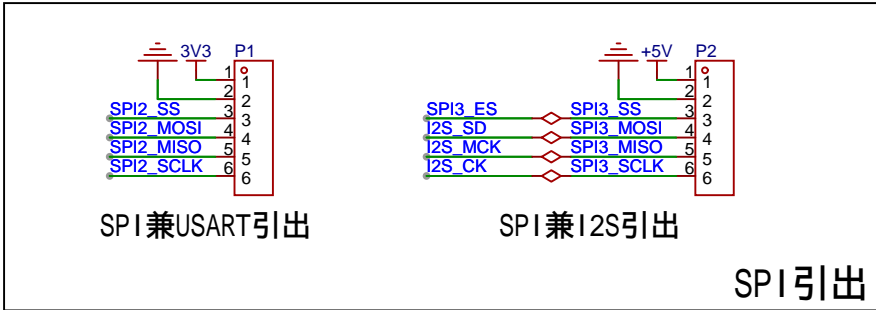 3V3 P1
1 1
2 2
SPI2_SS 3 3
SPI2_MOSI 4 4
SPI2_MISO 5 5
SPI2_SCLK 6 6
SPI兼USART引出
+5V P2
1 1
2 2
SPI3_ES SPI3_SS 3 3
I2S_SD SPI3_MOSI 4 4
I2S_MCK SPI3_MISO 5 5
I2S_CK SPI3_SCLK 6 6
SPI兼I2S引出
SPI引出